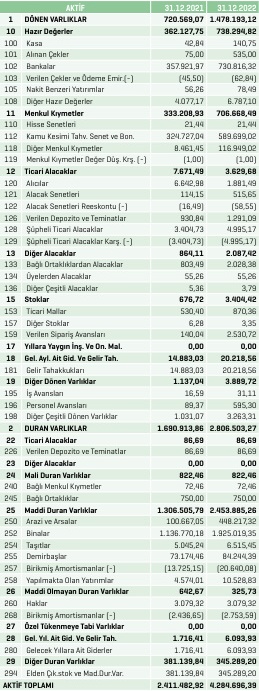 AKTİF 31.12.2021 31.12.2022
1 DÖNEN VARLIKLAR 720.569,07 1.478.193,12
10 Hazır Değerler 362.127,75 738.294,82
100 Kasa 42,84 140,75
101 Alınan Çekler 75,00 535,00
102 Bankalar 357.921,97 730.816,32
103 Verilen Çekler ve Ödeme Emir.(-) (45,50) (62,84)
105 Nakit Benzeri Yatırımlar 56,26 78,49
108 Diğer Hazır Değerler 4.077,17 6.787,10
11 Menkul Kıymetler 333.208,93 706.668,49
110 Hisse Senetleri 21,44 21,44
112 Kamu Kesimi Tahv. Senet ve Bon. 324.727,04 589.699,02
118 Diğer Menkul Kıymetler 8.461,45 116.949,02
119 Menkul Kıymetler Değer Düş. Krş. (-) (1,00) (1,00)
12 Ticari Alacaklar 7.671,49 3.629,68
120 Alıcılar 6.642,98 1.881,49
121 Alacak Senetleri 114,15 515,65
122 Alacak Senetleri Reeskontu (-) (16,49) (58,55)
126 Verilen Depozito ve Teminatlar 930,84 1.291,09
128 Şüpheli Ticari Alacaklar 3.404,73 4.995,17
129 Şüpheli Ticari Alacaklar Karş. (-) (3.404,73) (4.995,17)
13 Diğer Alacaklar 864,11 2.087,42
133 Bağlı Ortaklıklardan Alacaklar 803,49 2.028,38
134 Üyelerden Alacaklar 55,26 55,26
136 Diğer Çeşitli Alacaklar 5,36 3,79
15 Stoklar 676,72 3.404,42
153 Ticari Mallar 530,40 870,36
157 Diğer Stoklar 6,28 3,35
159 Verilen Sipariş Avansları 140,04 2.530,72
17 Yıllara Yaygın İnş. Ve On. Mal. 0,00 0,00
18 Gel. Ayl. Ait Gid. Ve Gelir Tah. 14.883,03 20.218,56
181 Gelir Tahakkukları 14.883,03 20.218,56
19 Diğer Dönen Varlıklar 1.137,04 3.889,72
195 İş Avansları 16,59 31,11
196 Personel Avansları 89,37 595,30
198 Diğer Çeşitli Dönen Varlıklar 1.031,07 3.263,31
2 DURAN VARLIKLAR 1.690.913,86 2.806.503,27
22 Ticari Alacaklar 86,69 86,69
226 Verilen Depozito ve Teminatlar 86,69 86,69
23 Diğer Alacaklar 0,00 0,00
24 Mali Duran Varlıklar 822,46 822,46
240 Bağlı Menkul Kıymetler 72,46 72,46
245 Bağlı Ortaklıklar 750,00 750,00
25 Maddi Duran Varlıklar 1.306.505,79 2.453.885,26
250 Arazi ve Arsalar 100.667,05 448.217,32
252 Binalar 1.136.770,18 1.925.019,35
254 Taşıtlar 5.045,24 6.515,45
255 Demirbaşlar 73.174,46 84.244,39
257 Birikmiş Amortismanlar (-) (13.725,15) (20.640,08)
258 Yapılmakta Olan Yatırımlar 4.574,01 10.528,83
26 Maddi Olmayan Duran Varlıklar 642,67 325,73
260 Haklar 3.079,32 3.079,32
268 Birikmiş Amortismanlar (-) (2.436,65) (2.753,59)
27 Özel Tükenmeye Tabi Varlıklar 0,00 0,00
28 Gel. Yıl. Ait Gid. Ve Gelir Tah. 1.716,41 6.093,93
280 Gelecek Yıllara Ait Giderler 1.716,41 6.093,93
29 Diğer Duran Varlıklar 381.139,84 345.289,20
294 Elden Çık.stok ve Mad.Dur.Var. 381.139,84 345.289,20
AKTİF TOPLAMI 2.411.482,92 4.284.696,39